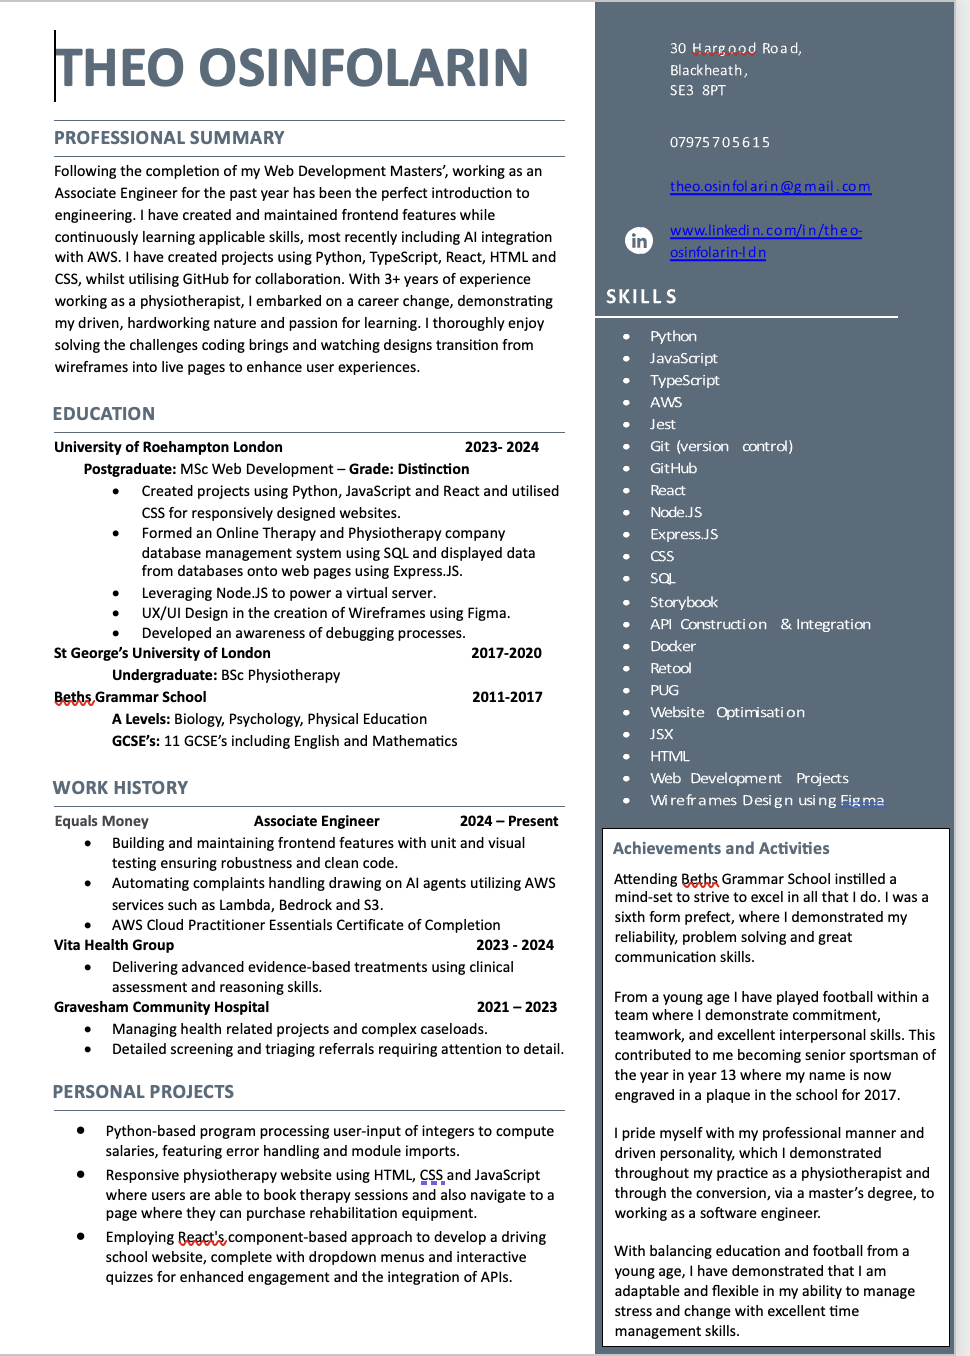 THEO OSINFOLARIN
PROFESSIONAL SUMMARY
Following the completion of my Web Development Masters’, working as an
Associate Engineer for the past year has been the perfect introduction to
engineering. I have created and maintained frontend features while
continuously learning applicable skills, most recently including AI integration
with AWS. I have created projects using Python, TypeScript, React, HTML and
CSS, whilst utilising GitHub for collaboration. With 3+ years of experience
working as a physiotherapist, I embarked on a career change, demonstrating
my driven, hardworking nature and passion for learning. I thoroughly enjoy
solving the challenges coding brings and watching designs transition from
wireframes into live pages to enhance user experiences.
EDUCATION
University of Roehampton London 2023- 2024
Postgraduate: MSc Web Development – Grade: Distinction
• Created projects using Python, JavaScript and React and utilised
CSS for responsively designed websites.
• Formed an Online Therapy and Physiotherapy company
database management system using SQL and displayed data
from databases onto web pages using Express.JS.
• Leveraging Node.JS to power a virtual server.
• UX/UI Design in the creation of Wireframes using Figma.
• Developed an awareness of debugging processes.
St George’s University of London 2017-2020
Undergraduate: BSc Physiotherapy
Beths Grammar School 2011-2017
A Levels: Biology, Psychology, Physical Education
GCSE’s: 11 GCSE’s including English and Mathematics
WORK HISTORY
Equals Money Associate Engineer 2024 – Present
• Building and maintaining frontend features with unit and visual
testing ensuring robustness and clean code.
• Automating complaints handling drawing on AI agents utilizing AWS
services such as Lambda, Bedrock and S3.
• AWS Cloud Practitioner Essentials Certificate of Completion
Vita Health Group 2023 - 2024
• Delivering advanced evidence-based treatments using clinical
assessment and reasoning skills.
Gravesham Community Hospital 2021 – 2023
• Managing health related projects and complex caseloads.
• Detailed screening and triaging referrals requiring attention to detail.
PERSONAL PROJECTS
• Python-based program processing user-input of integers to compute
salaries, featuring error handling and module imports.
• Responsive physiotherapy website using HTML, CSS and JavaScript
where users are able to book therapy sessions and also navigate to a
page where they can purchase rehabilitation equipment.
• Employing React's component-based approach to develop a driving
school website, complete with dropdown menus and interactive
quizzes for enhanced engagement and the integration of APIs.
30 Hargood Road,
Blackheath,
SE3 8PT
07975705615
theo.osinfolarin@gmail.com
in
www.linkedin.com/in/theo-
osinfolarin-ldn
SKILLS
• Python
• JavaScript
• TypeScript
• AWS
• Jest
• Git (version control)
• GitHub
• React
• Node.JS
• Express.JS
• CSS
• SQL
• Storybook
• API Construction & Integration
• Docker
• Retool
• PUG
• Website Optimisation
• JSX
• HTML
• Web Development Projects
• Wireframes Design using Figma
Achievements and Activities
Attending Beths Grammar School instilled a
mind-set to strive to excel in all that I do. I was a
sixth form prefect, where I demonstrated my
reliability, problem solving and great
communication skills.
From a young age I have played football within a
team where I demonstrate commitment,
teamwork, and excellent interpersonal skills. This
contributed to me becoming senior sportsman of
the year in year 13 where my name is now
engraved in a plaque in the school for 2017.
I pride myself with my professional manner and
driven personality, which I demonstrated
throughout my practice as a physiotherapist and
through the conversion, via a master’s degree, to
working as a software engineer.
With balancing education and football from a
young age, I have demonstrated that I am
adaptable and flexible in my ability to manage
stress and change with excellent time
management skills.